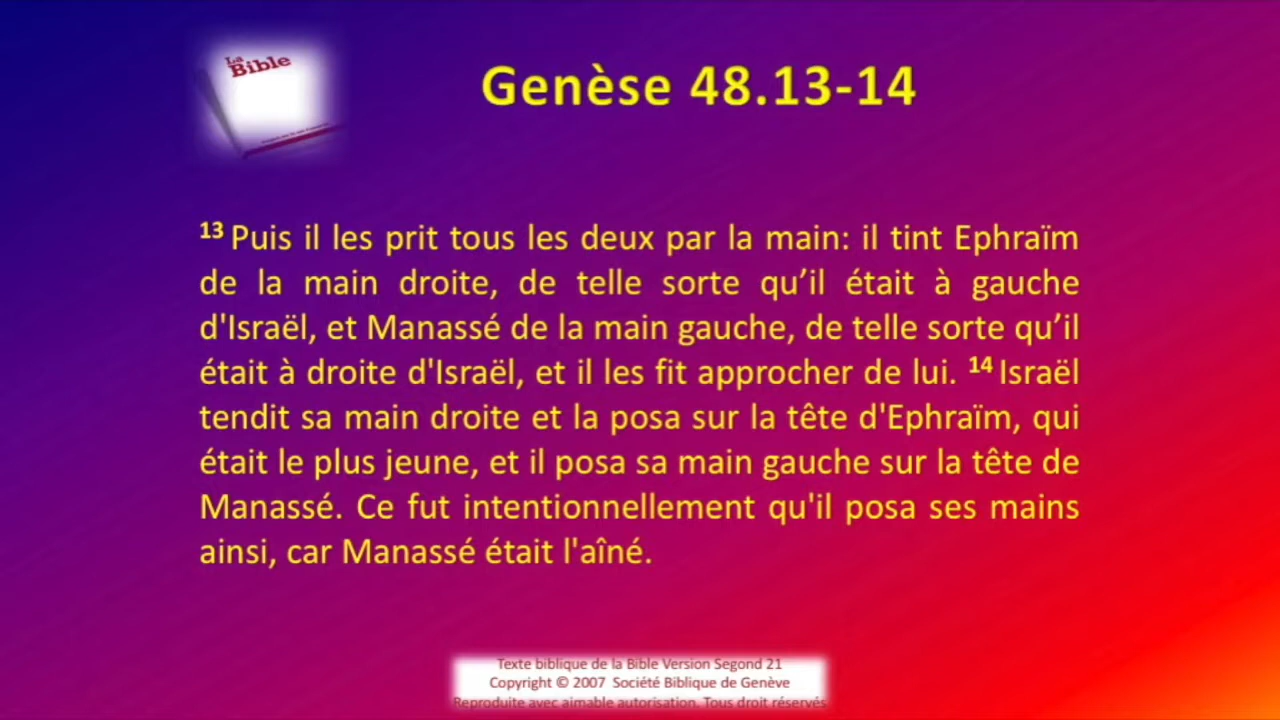 La
Bible
Genèse 48.13-14
13 Puis il les prit tous les deux par la main: il tint Ephraïm
de la main droite, de telle sorte qu’il était à gauche
d'Israël, et Manassé de la main gauche, de telle sorte qu’il
était à droite d'Israël, et il les fit approcher de lui. 14 Israël
tendit sa main droite et la posa sur la tête d'Ephraïm, qui
était le plus jeune, et il posa sa main gauche sur la tête de
Manassé. Ce fut intentionnellement qu'il posa ses mains
ainsi, car Manassé était l'aîné.
Texte biblique de la Bible Version Segond 21
Copyright © 2007 Société Biblique de Genève
Reproduite avec aimable autorisation. Tous droit réservés